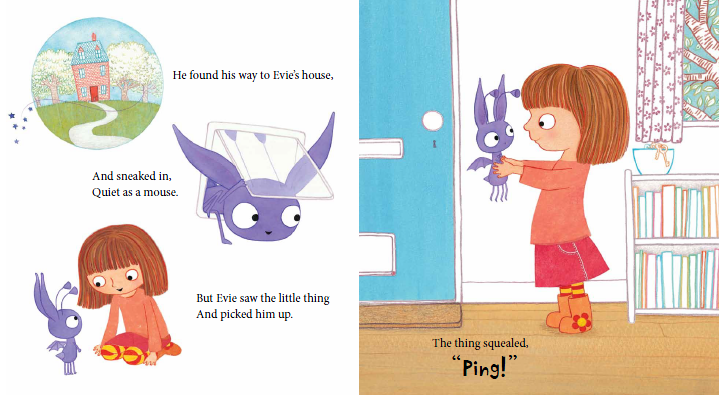 He found his way to Evie's house,
And sneaked in,
Quiet as a mouse.
But Evie saw the little thing
And picked him up.
The thing squealed,
“Ping!”